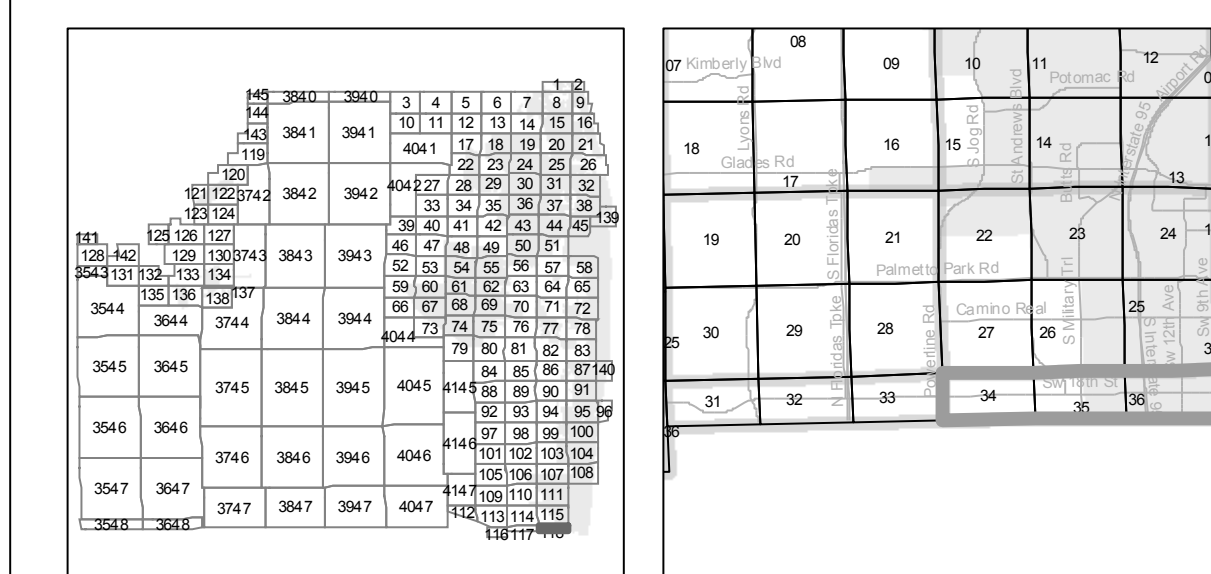 1 2
145 3840 3940 3 4 5 6 7 8 9
144 3841 3941 10 11 12 13 14 15 16
143 4041 17 18 19 20 21
119 22 23 24 25 26
120 121 122 3742 3842 3942 4042 27 28 29 30 31 32
123 124 33 34 35 36 37 38 139
125 126 127 39 40 41 42 43 44 45
141 128 142 129 130 3743 3843 3943 46 47 48 49 50 51
3543 131 132 133 134 52 53 54 55 56 57 58
135 136 138 137 59 60 61 62 63 64 65
3544 3644 3744 3844 3944 66 67 68 69 70 71 72
4044 73 74 75 76 77 78
79 80 81 82 83
3545 3645 3745 3845 3945 4045 4145 84 85 86 87 140
88 89 90 91
92 93 94 95 96
3546 3646 97 98 99 100
3746 3846 3946 4046 4146 101 102 103 104
105 106 107 108
3547 3647 3747 3847 3947 4047 4147 109 110 111
3548 3648 112 113 114 115
116 117
07 Kimberly Blvd 08 09 10 11 12
Potomac Rd
Airport Rd
Lyons Rd
S Jog Rd
St Andrews Blvd
Interstate 95
18 16 15 14
Butts Rd
Glades Rd 17 13
N Floridas Tpke S Floridas Tpke
19 20 21 22 23 24
Palmetto Park Rd
S Military Trl
Powerline Rd
Camino Real
25 30 29 28 27 26 25
Sw 12th Ave
Sw 9th Ave
Sw 18th St
31 32 33 34 35 36
36